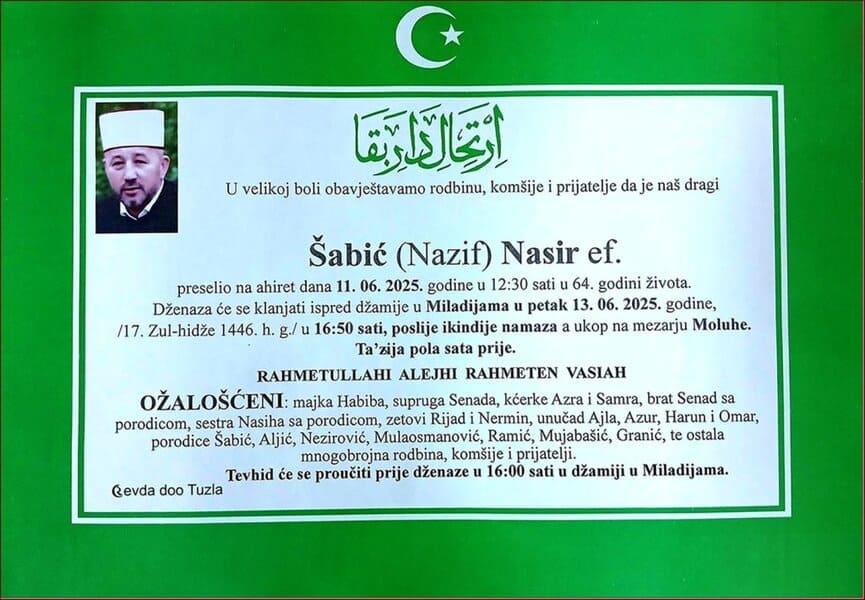 اِرْتِحَالِ دَارِ بَقَا
U velikoj boli obavještavamo rodbinu, komšije i prijatelje da je naš dragi
Šabić (Nazif) Nasir ef.
preselio na ahiret dana 11. 06. 2025. godine u 12:30 sati u 64. godini života.
Dženaza će se klanjati ispred džamije u Miladijama u petak 13. 06. 2025. godine,
/17. Zul-hidže 1446. h. g./ u 16:50 sati, poslije ikindije namaza a ukop na mezarju Moluhe.
Ta’zija pola sata prije.
RAHMETULLAHI ALEJHI RAHMETEN VASIAH
OŽALOŠĆENI: majka Habiba, supruga Senada, kćerke Azra i Samra, brat Senad sa
porodicom, sestra Nasiha sa porodicom, zetovi Rijad i Nermin, unučad Ajla, Azur, Harun i Omar,
porodice Šabić, Aljić, Nezirović, Mulaosmanović, Ramić, Mujabašić, Granić, te ostala
mnogobrojna rodbina, komšije i prijatelji.
Tevhid će se proučiti prije dženaze u 16:00 sati u džamiji u Miladijama.
Ćevda doo Tuzla